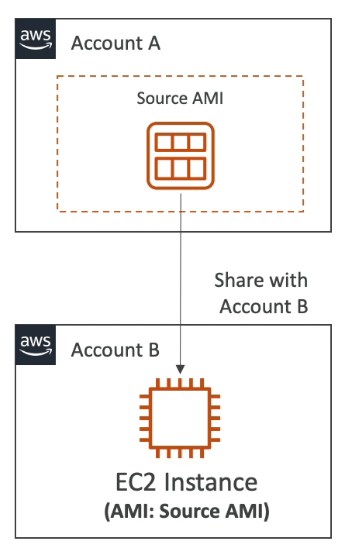 aws
Account A
Source AMI
Share with
Account B
aws
Account B
EC2 Instance
(AMI: Source AMI)